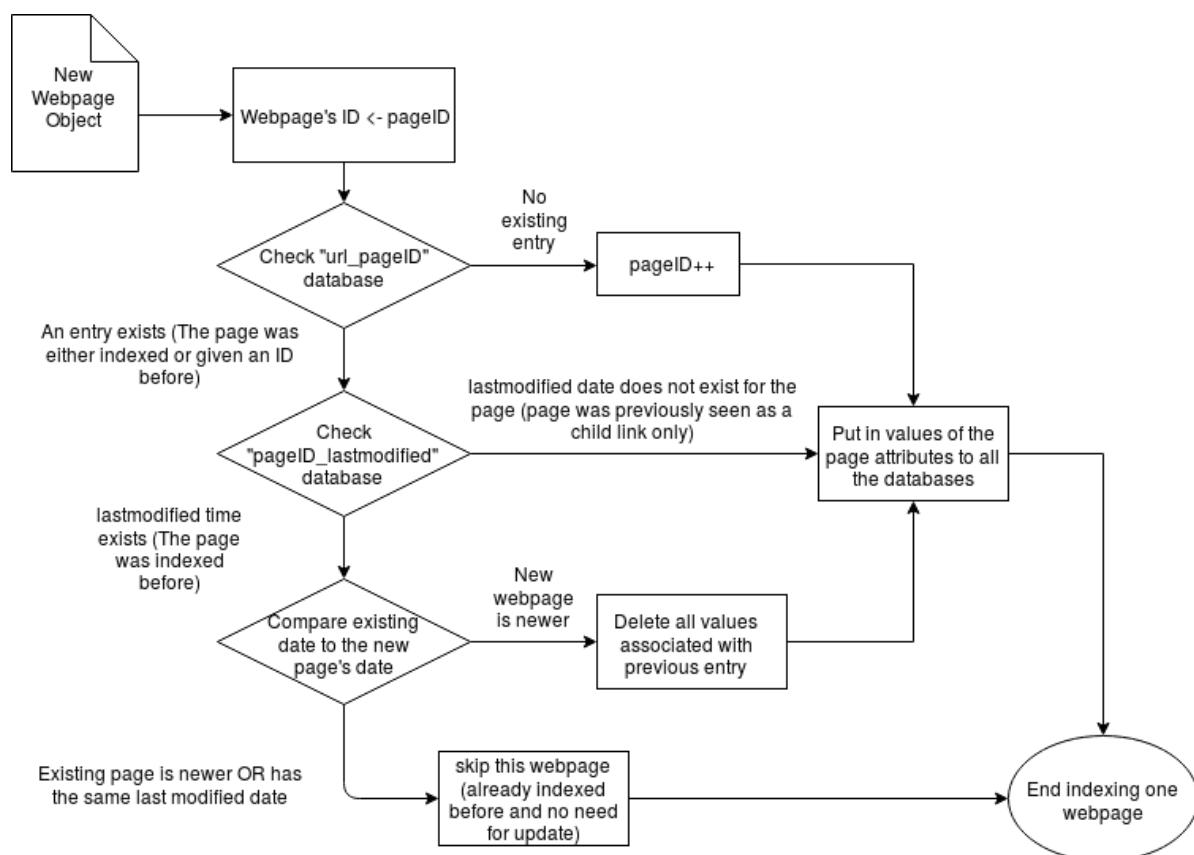 New
Webpage
Object
Webpage's ID <- pageID
Check "url_pageID"
database
No
existing
entry
pageID++
An entry exists (The page was
either indexed or given an ID
before)
Check
"pageID_lastmodified"
database
lastmodified date does not exist for the
page (page was previously seen as a
child link only)
Put in values of the
page attributes to all
the databases
lastmodified time
exists (The page
was indexed
before)
Compare existing
date to the new
page's date
New
webpage
is newer
Delete all values
associated with
previous entry
Existing page is newer OR has
the same last modified date
skip this webpage
(already indexed
before and no need
for update)
End indexing one
webpage